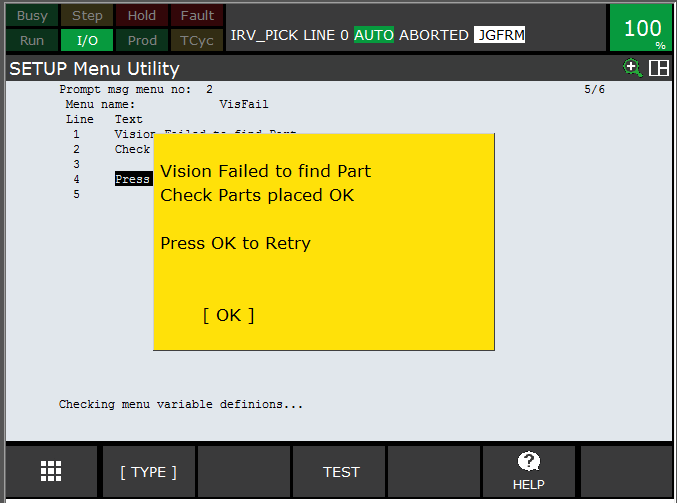 Busy Step Hold Fault
Run I/O Prod TCyc
IRV_PICK LINE 0 AUTO ABORTED JGFRM
100 %
SETUP Menu Utility
Prompt msg menu no: 2 5/6
Menu name: VisFail
Line Text
1 Vision Failed to find Part
2 Check
3
4 Press
5
Vision Failed to find Part
Check Parts placed OK
Press OK to Retry
[ OK ]
Checking menu variable definions...
[ TYPE ] TEST HELP